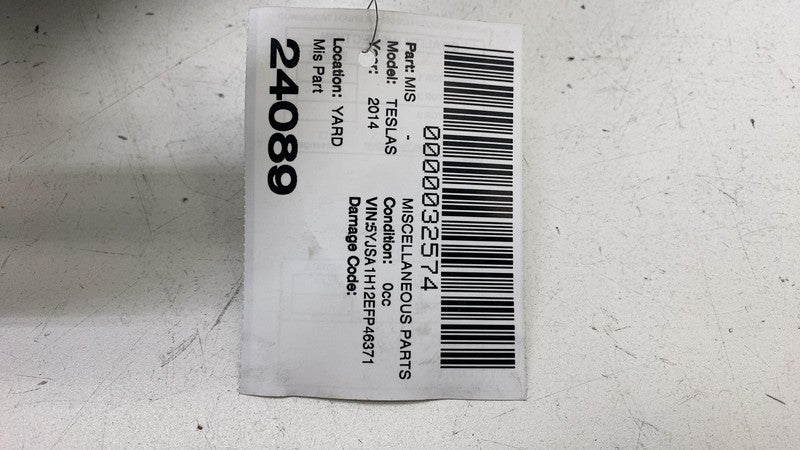 0000032574
Part: MIS - MISCELLANEOUS PARTS
Model: TESLAS Condition: 0cc
Year: 2014 VIN:5YJSA1H12EFP46371
Damage Code:
Location: YARD
Mis Part
24089